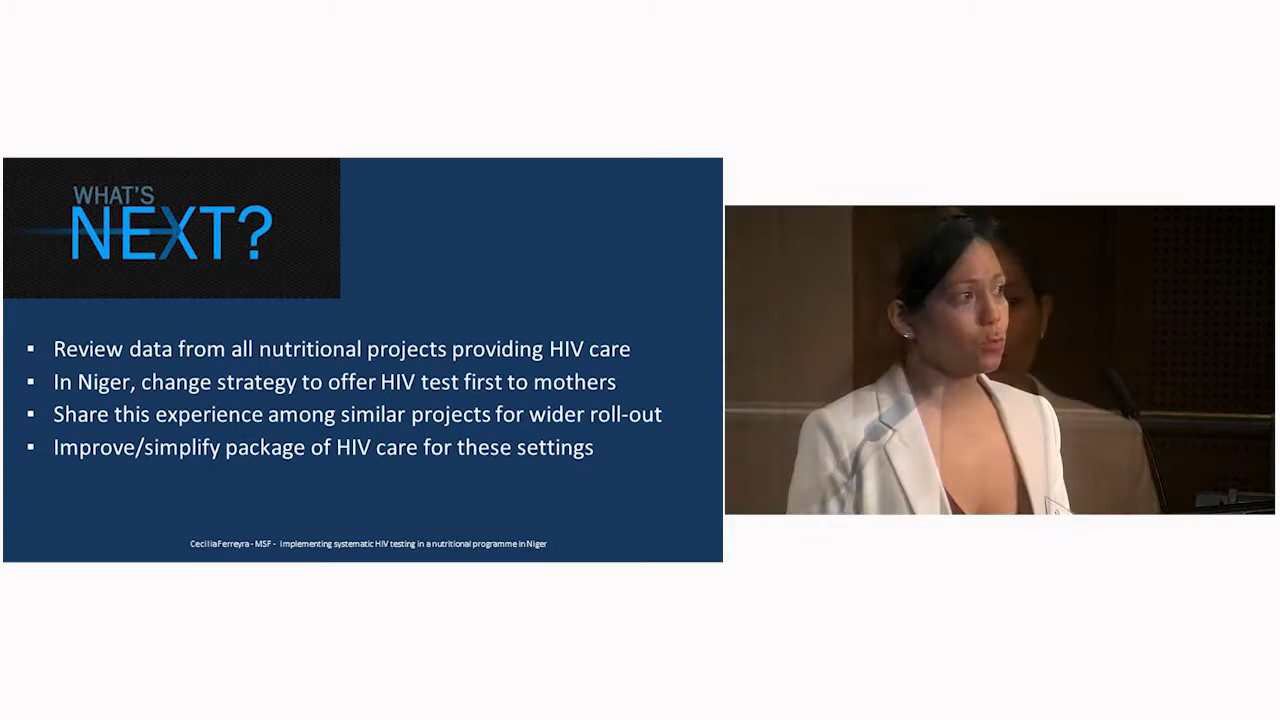 WHAT'S
NEXT?
▪ Review data from all nutritional projects providing HIV care
▪ In Niger, change strategy to offer HIV test first to mothers
▪ Share this experience among similar projects for wider roll-out
▪ Improve/simplify package of HIV care for these settings
Cecilia Ferreyra - MSF - Implementing systematic HIV testing in a nutritional programme in Niger